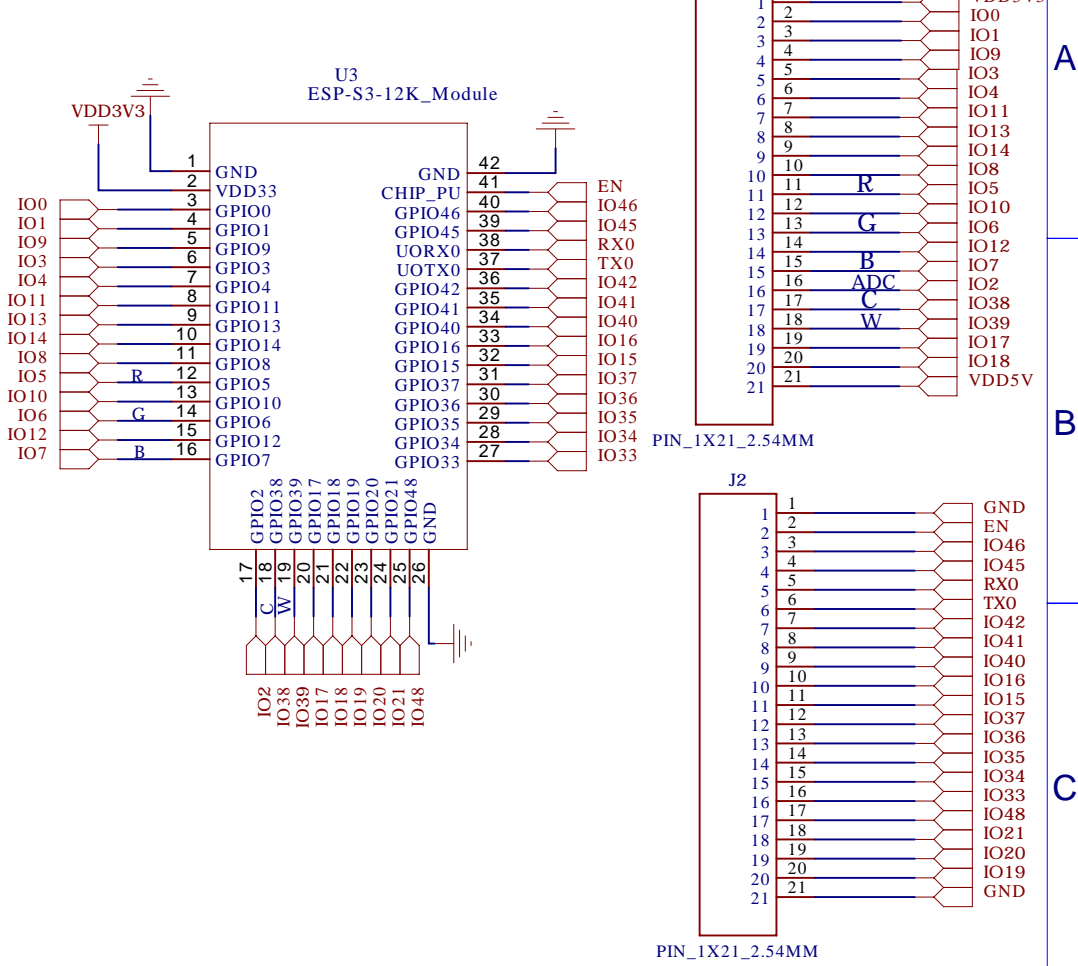 U3
ESP-S3-12K_Module
VDD3V3
1 GND
2 VDD33
IO0 3 GPIO0
IO1 4 GPIO1
IO9 5 GPIO9
IO3 6 GPIO3
IO4 7 GPIO4
IO11 8 GPIO11
IO13 9 GPIO13
IO14 10 GPIO14
IO8 11 GPIO8
IO5 R 12 GPIO5
IO10 13 GPIO10
IO6 G 14 GPIO6
IO12 15 GPIO12
IO7 B 16 GPIO7
GND 42
CHIP_PU 41 EN
GPIO46 40 IO46
GPIO45 39 IO45
UORX0 38 RX0
UOTX0 37 TX0
GPIO42 36 IO42
GPIO41 35 IO41
GPIO40 34 IO40
GPIO16 33 IO16
GPIO15 32 IO15
GPIO37 31 IO37
GPIO36 30 IO36
GPIO35 29 IO35
GPIO34 28 IO34
GPIO33 27 IO33
GPIO2 17 IO2
GPIO38 18 C IO38
GPIO39 19 W IO39
GPIO17 20 IO17
GPIO18 21 IO18
GPIO19 22 IO19
GPIO20 23 IO20
GPIO21 24 IO21
GPIO48 25 IO48
GND 26
1
2 2 IO0
3 3 IO1
4 4 IO9
5 5 IO3
6 6 IO4
7 7 IO11
8 8 IO13
9 9 IO14
10 10 IO8
11 11 R IO5
12 12 IO10
13 13 G IO6
14 14 IO12
15 15 B IO7
16 16 ADC IO2
17 17 C IO38
18 18 W IO39
19 19 IO17
20 20 IO18
21 21 VDD5V
PIN_1X21_2.54MM
J2
1 1 GND
2 2 EN
3 3 IO46
4 4 IO45
5 5 RX0
6 6 TX0
7 7 IO42
8 8 IO41
9 9 IO40
10 10 IO16
11 11 IO15
12 12 IO37
13 13 IO36
14 14 IO35
15 15 IO34
16 16 IO33
17 17 IO48
18 18 IO21
19 19 IO20
20 20 IO19
21 21 GND
PIN_1X21_2.54MM
A
B
C